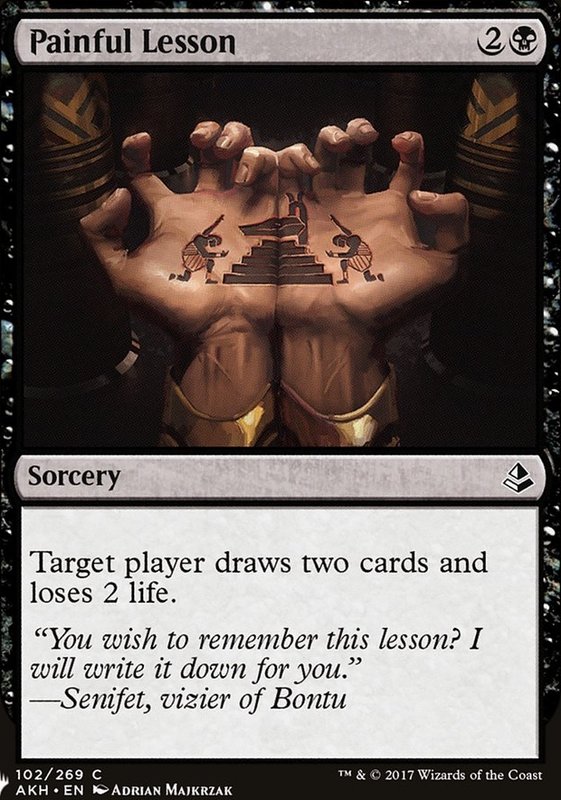 Painful Lesson 2
Sorcery
Target player draws two cards and
loses 2 life.
“You wish to remember this lesson? I
will write it down for you.”
—Senifet, vizier of Bontu
102/269 C
AKH • EN Adrian Majkrzak
™ & © 2017 Wizards of the Coast